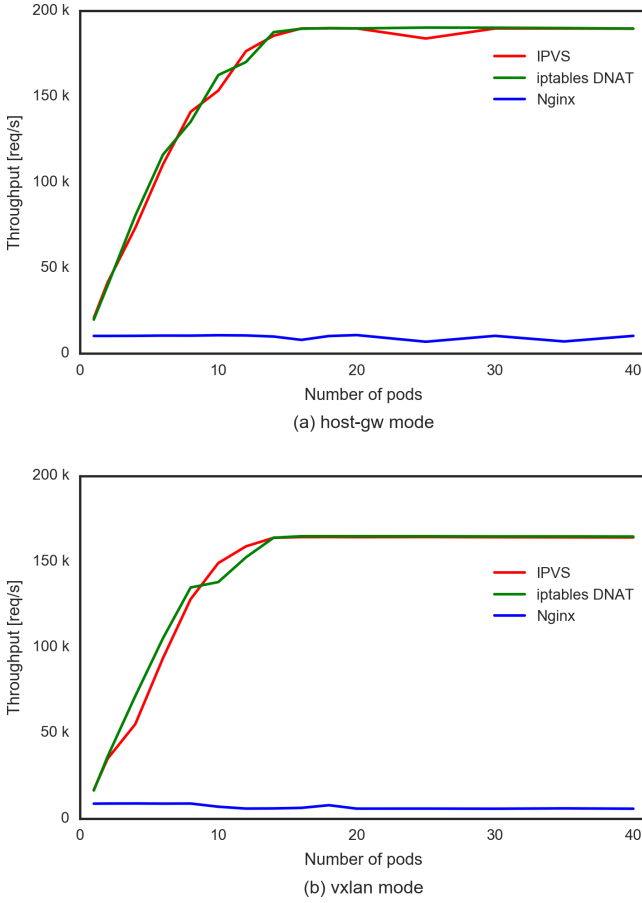 200 k
150 k
100 k
50 k
0
Throughput [req/s]
IPVS
iptables DNAT
Nginx
0 10 20 30 40
Number of pods
(a) host-gw mode
200 k
150 k
100 k
50 k
0
Throughput [req/s]
IPVS
iptables DNAT
Nginx
0 10 20 30 40
Number of pods
(b) vxlan mode